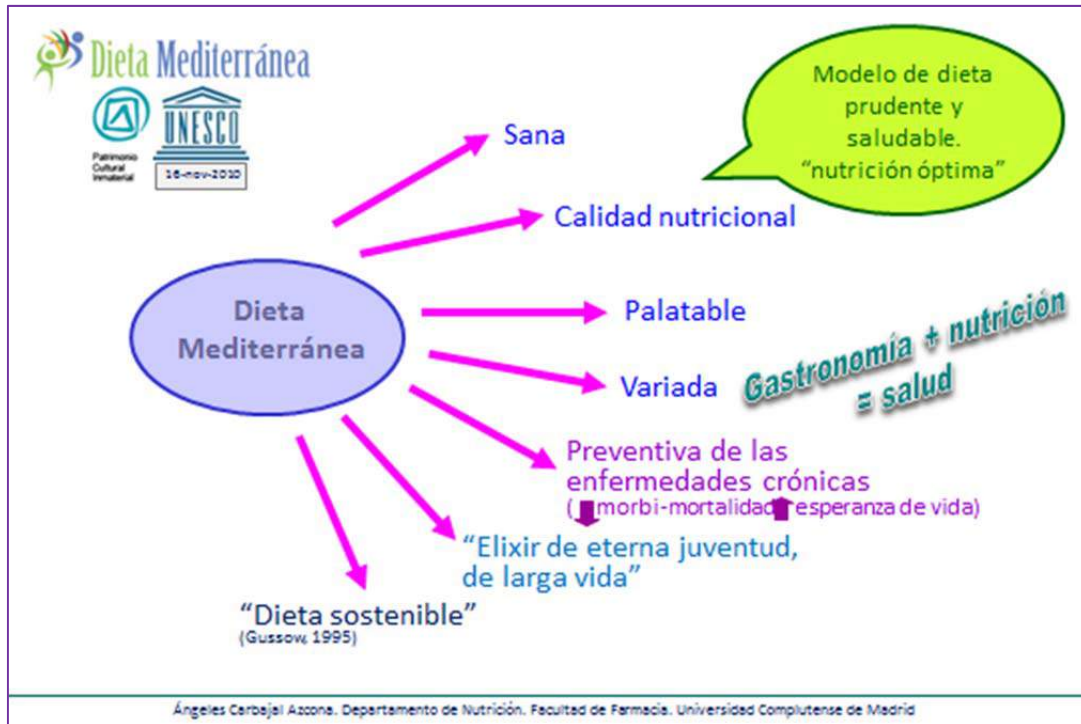 Dieta Mediterránea
Patrimonio
Cultural
Inmaterial
UNESCO
16-nov-2010
Modelo de dieta
prudente y
saludable.
“nutrición óptima”
Sana
Calidad nutricional
Dieta
Mediterránea
Palatable
Variada
Gastronomía + nutrición
= salud
Preventiva de las
enfermedades crónicas
( morbi-mortalidad, esperanza de vida)
“Elixir de eterna juventud,
de larga vida”
“Dieta sostenible”
(Gussow, 1995)
Ángeles Carbajal Azcona. Departamento de Nutrición. Facultad de Farmacia. Universidad Complutense de Madrid